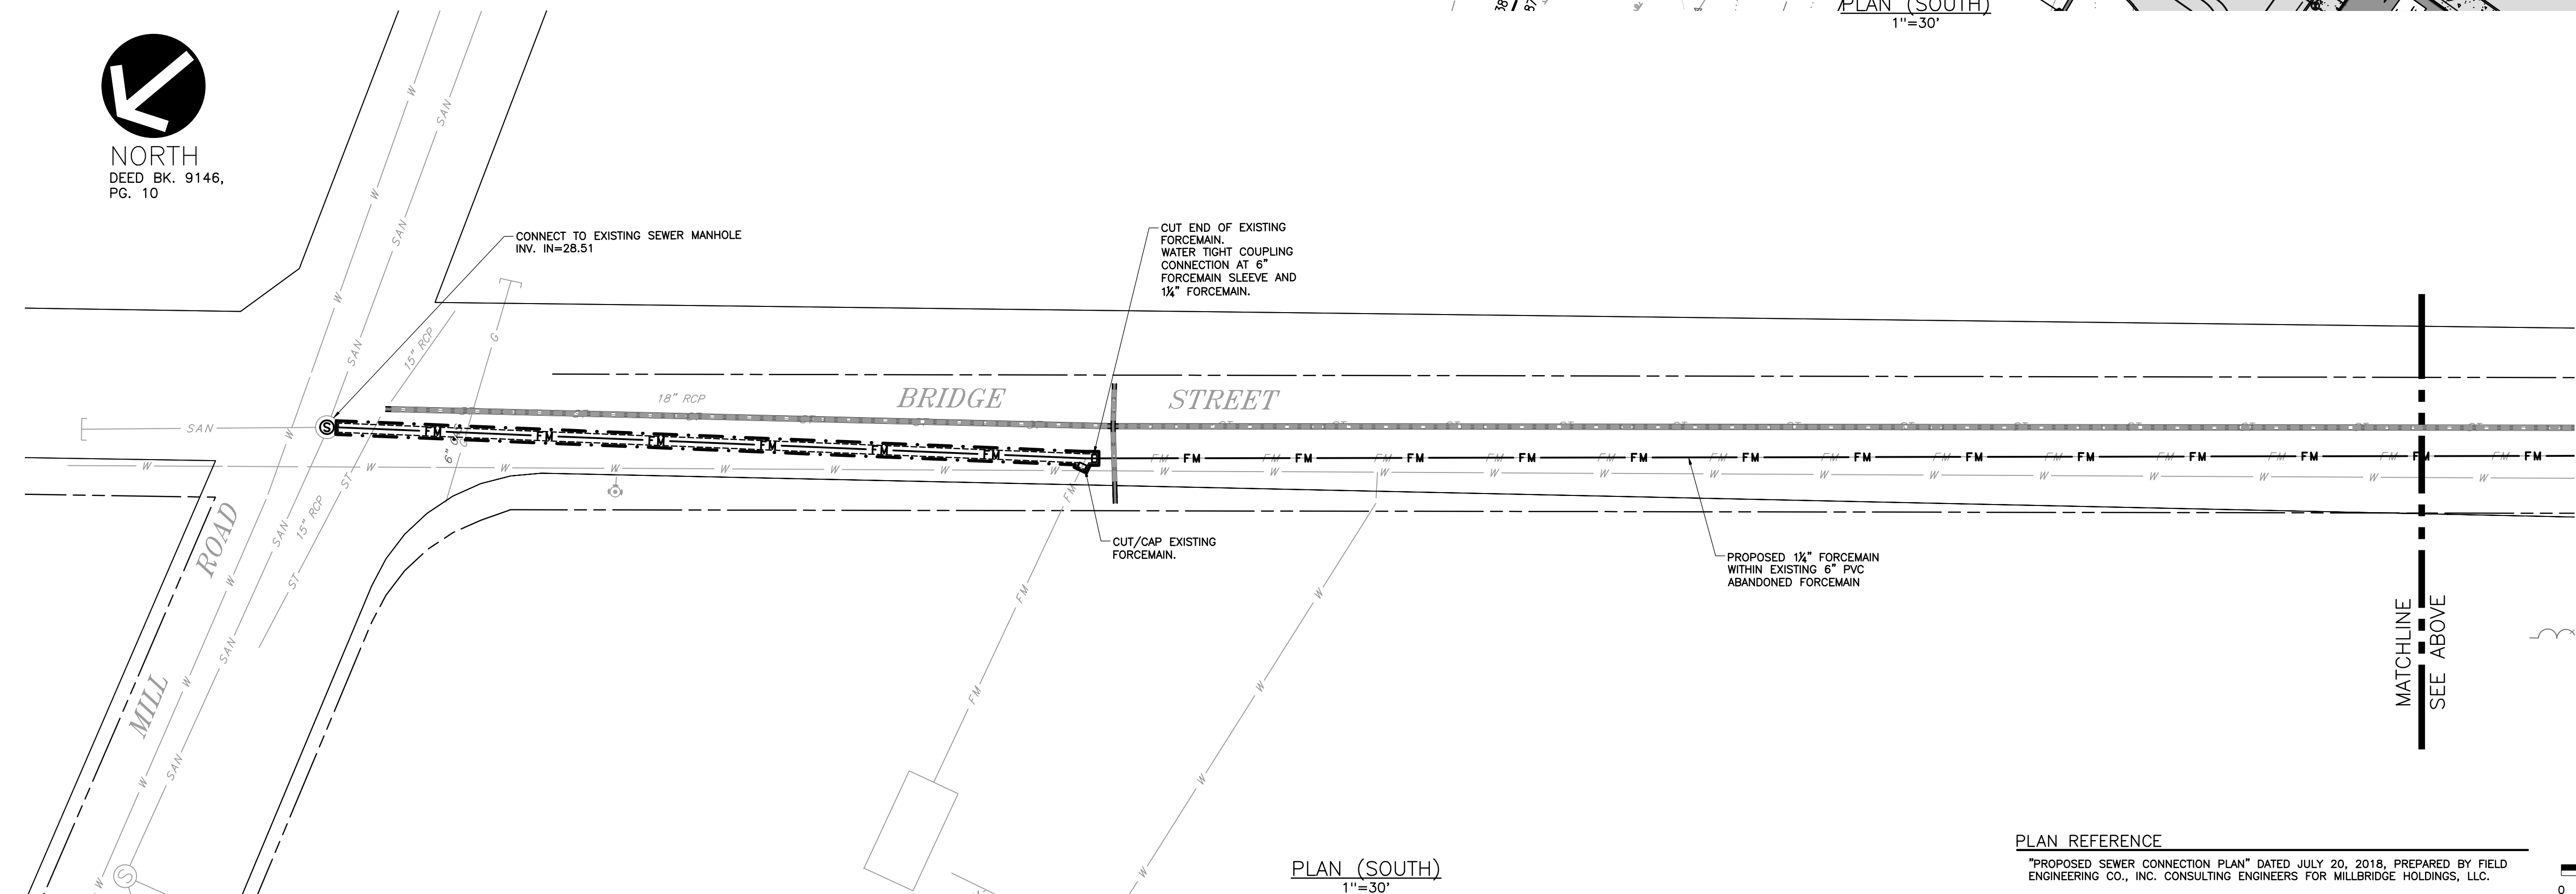 PLAN (SOUTH)
1"=30'
NORTH
DEED BK. 9146,
PG. 10
CONNECT TO EXISTING SEWER MANHOLE
INV. IN=28.51
CUT END OF EXISTING
FORCEMAIN.
WATER TIGHT COUPLING
CONNECTION AT 6"
FORCEMAIN SLEEVE AND
1¼" FORCEMAIN.
15" RCP
18" RCP
BRIDGE STREET
CUT/CAP EXISTING
FORCEMAIN.
PROPOSED 1¼" FORCEMAIN
WITHIN EXISTING 6" PVC
ABANDONED FORCEMAIN
15" RCP
MILL ROAD
MATCHLINE
SEE ABOVE
PLAN REFERENCE
"PROPOSED SEWER CONNECTION PLAN" DATED JULY 20, 2018, PREPARED BY FIELD
ENGINEERING CO., INC. CONSULTING ENGINEERS FOR MILLBRIDGE HOLDINGS, LLC.
PLAN (SOUTH)
1"=30'
0